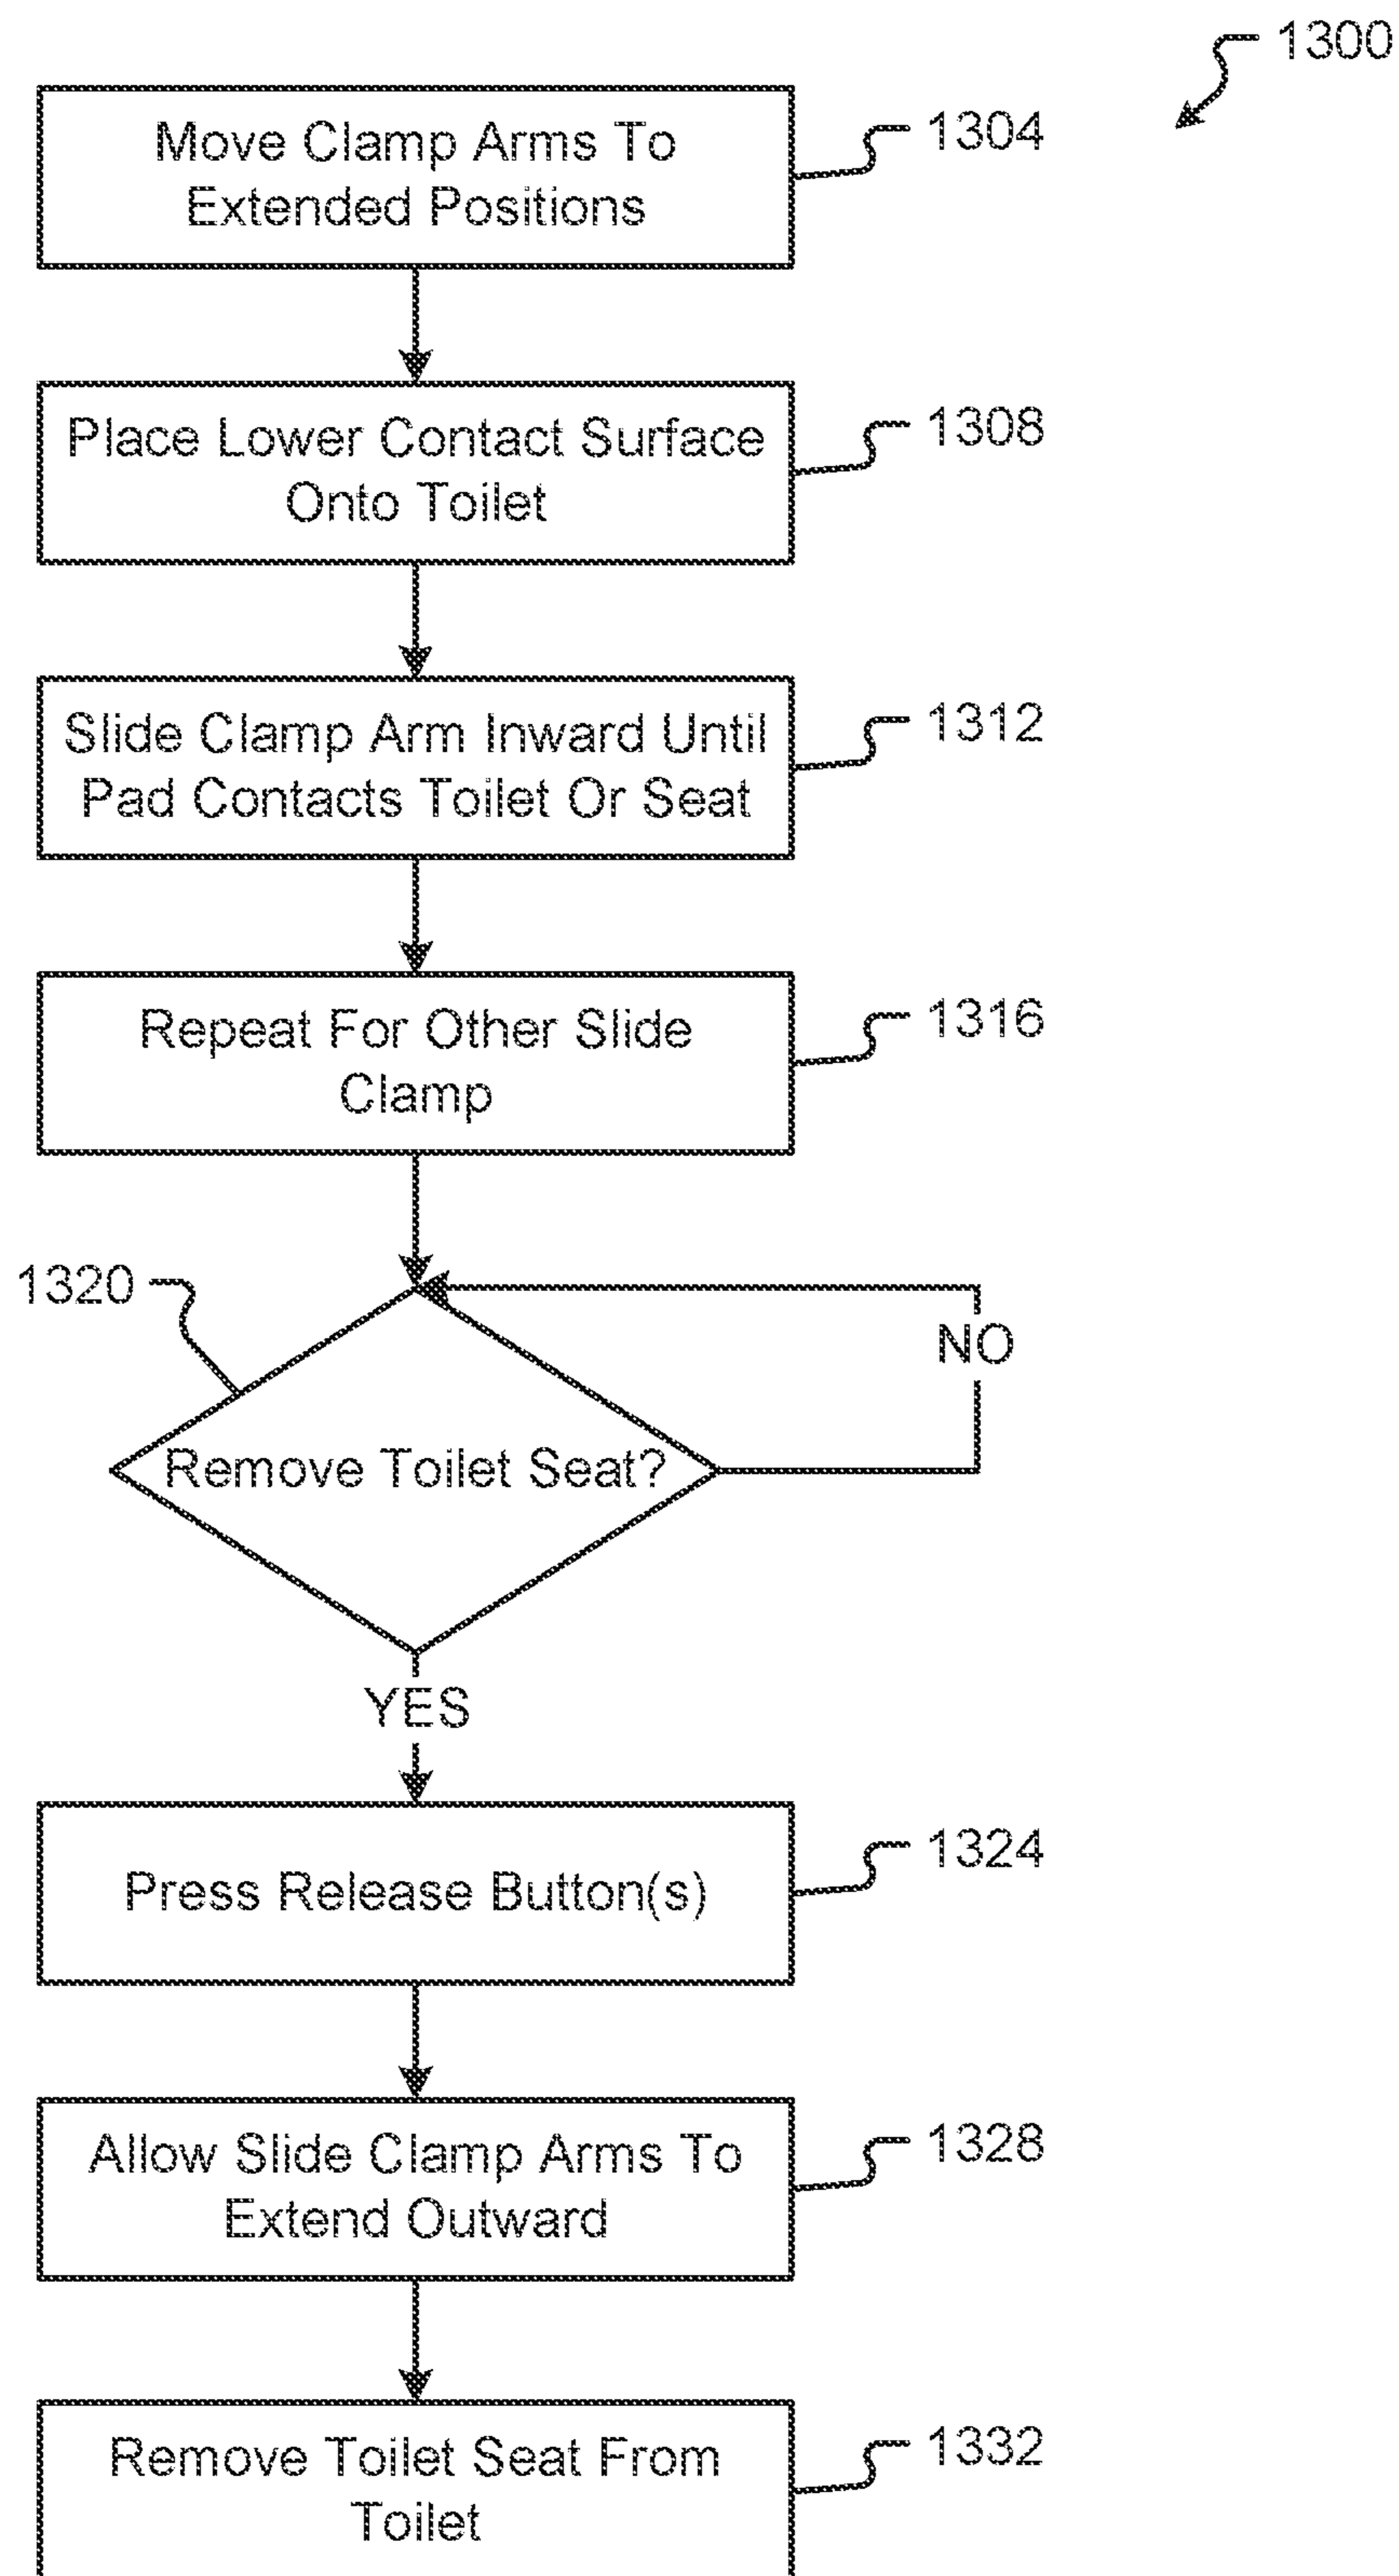 1300
Move Clamp Arms To
Extended Positions
1304
Place Lower Contact Surface
Onto Toilet
1308
Slide Clamp Arm Inward Until
Pad Contacts Toilet Or Seat
1312
Repeat For Other Slide
Clamp
1316
1320
NO
Remove Toilet Seat?
YES
Press Release Button(s)
1324
Allow Slide Clamp Arms To
Extend Outward
1328
Remove Toilet Seat From
Toilet
1332